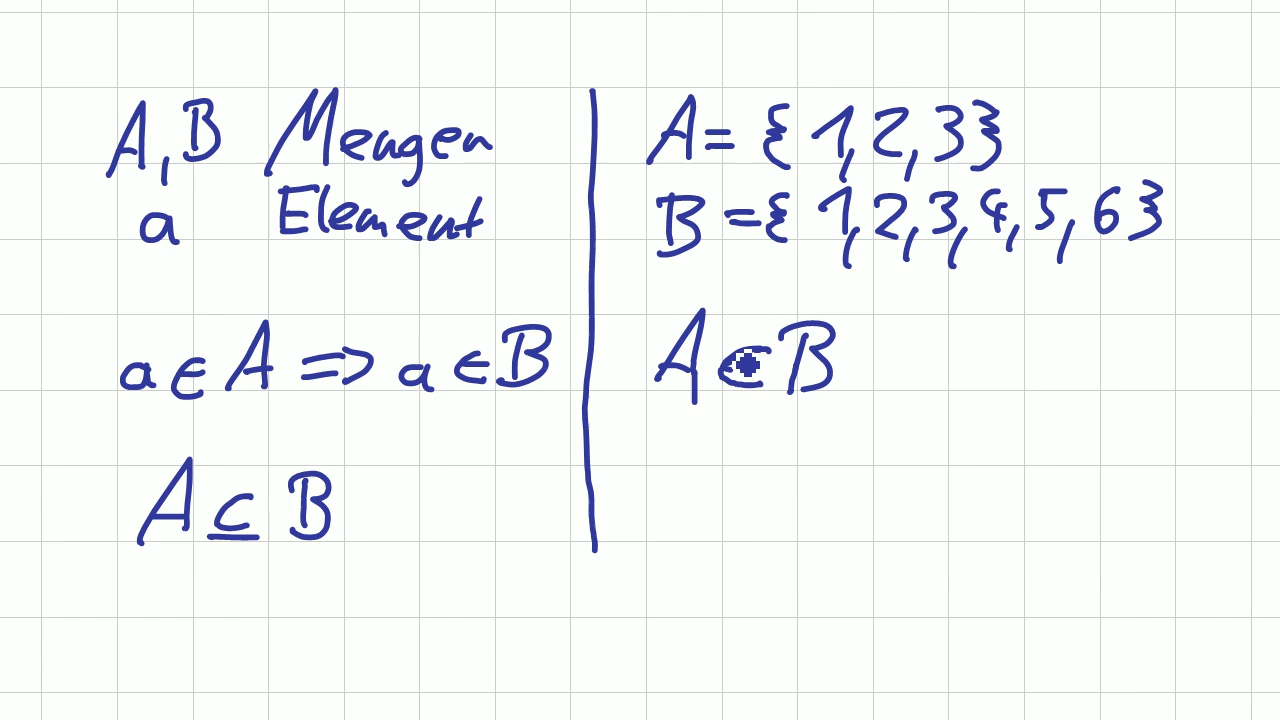 A, B Mengen
a Element
a ∈ A ⇒ a ∈ B
A ⊆ B
A = {1, 2, 3}
B = {1, 2, 3, 4, 5, 6}
A ⊂ B